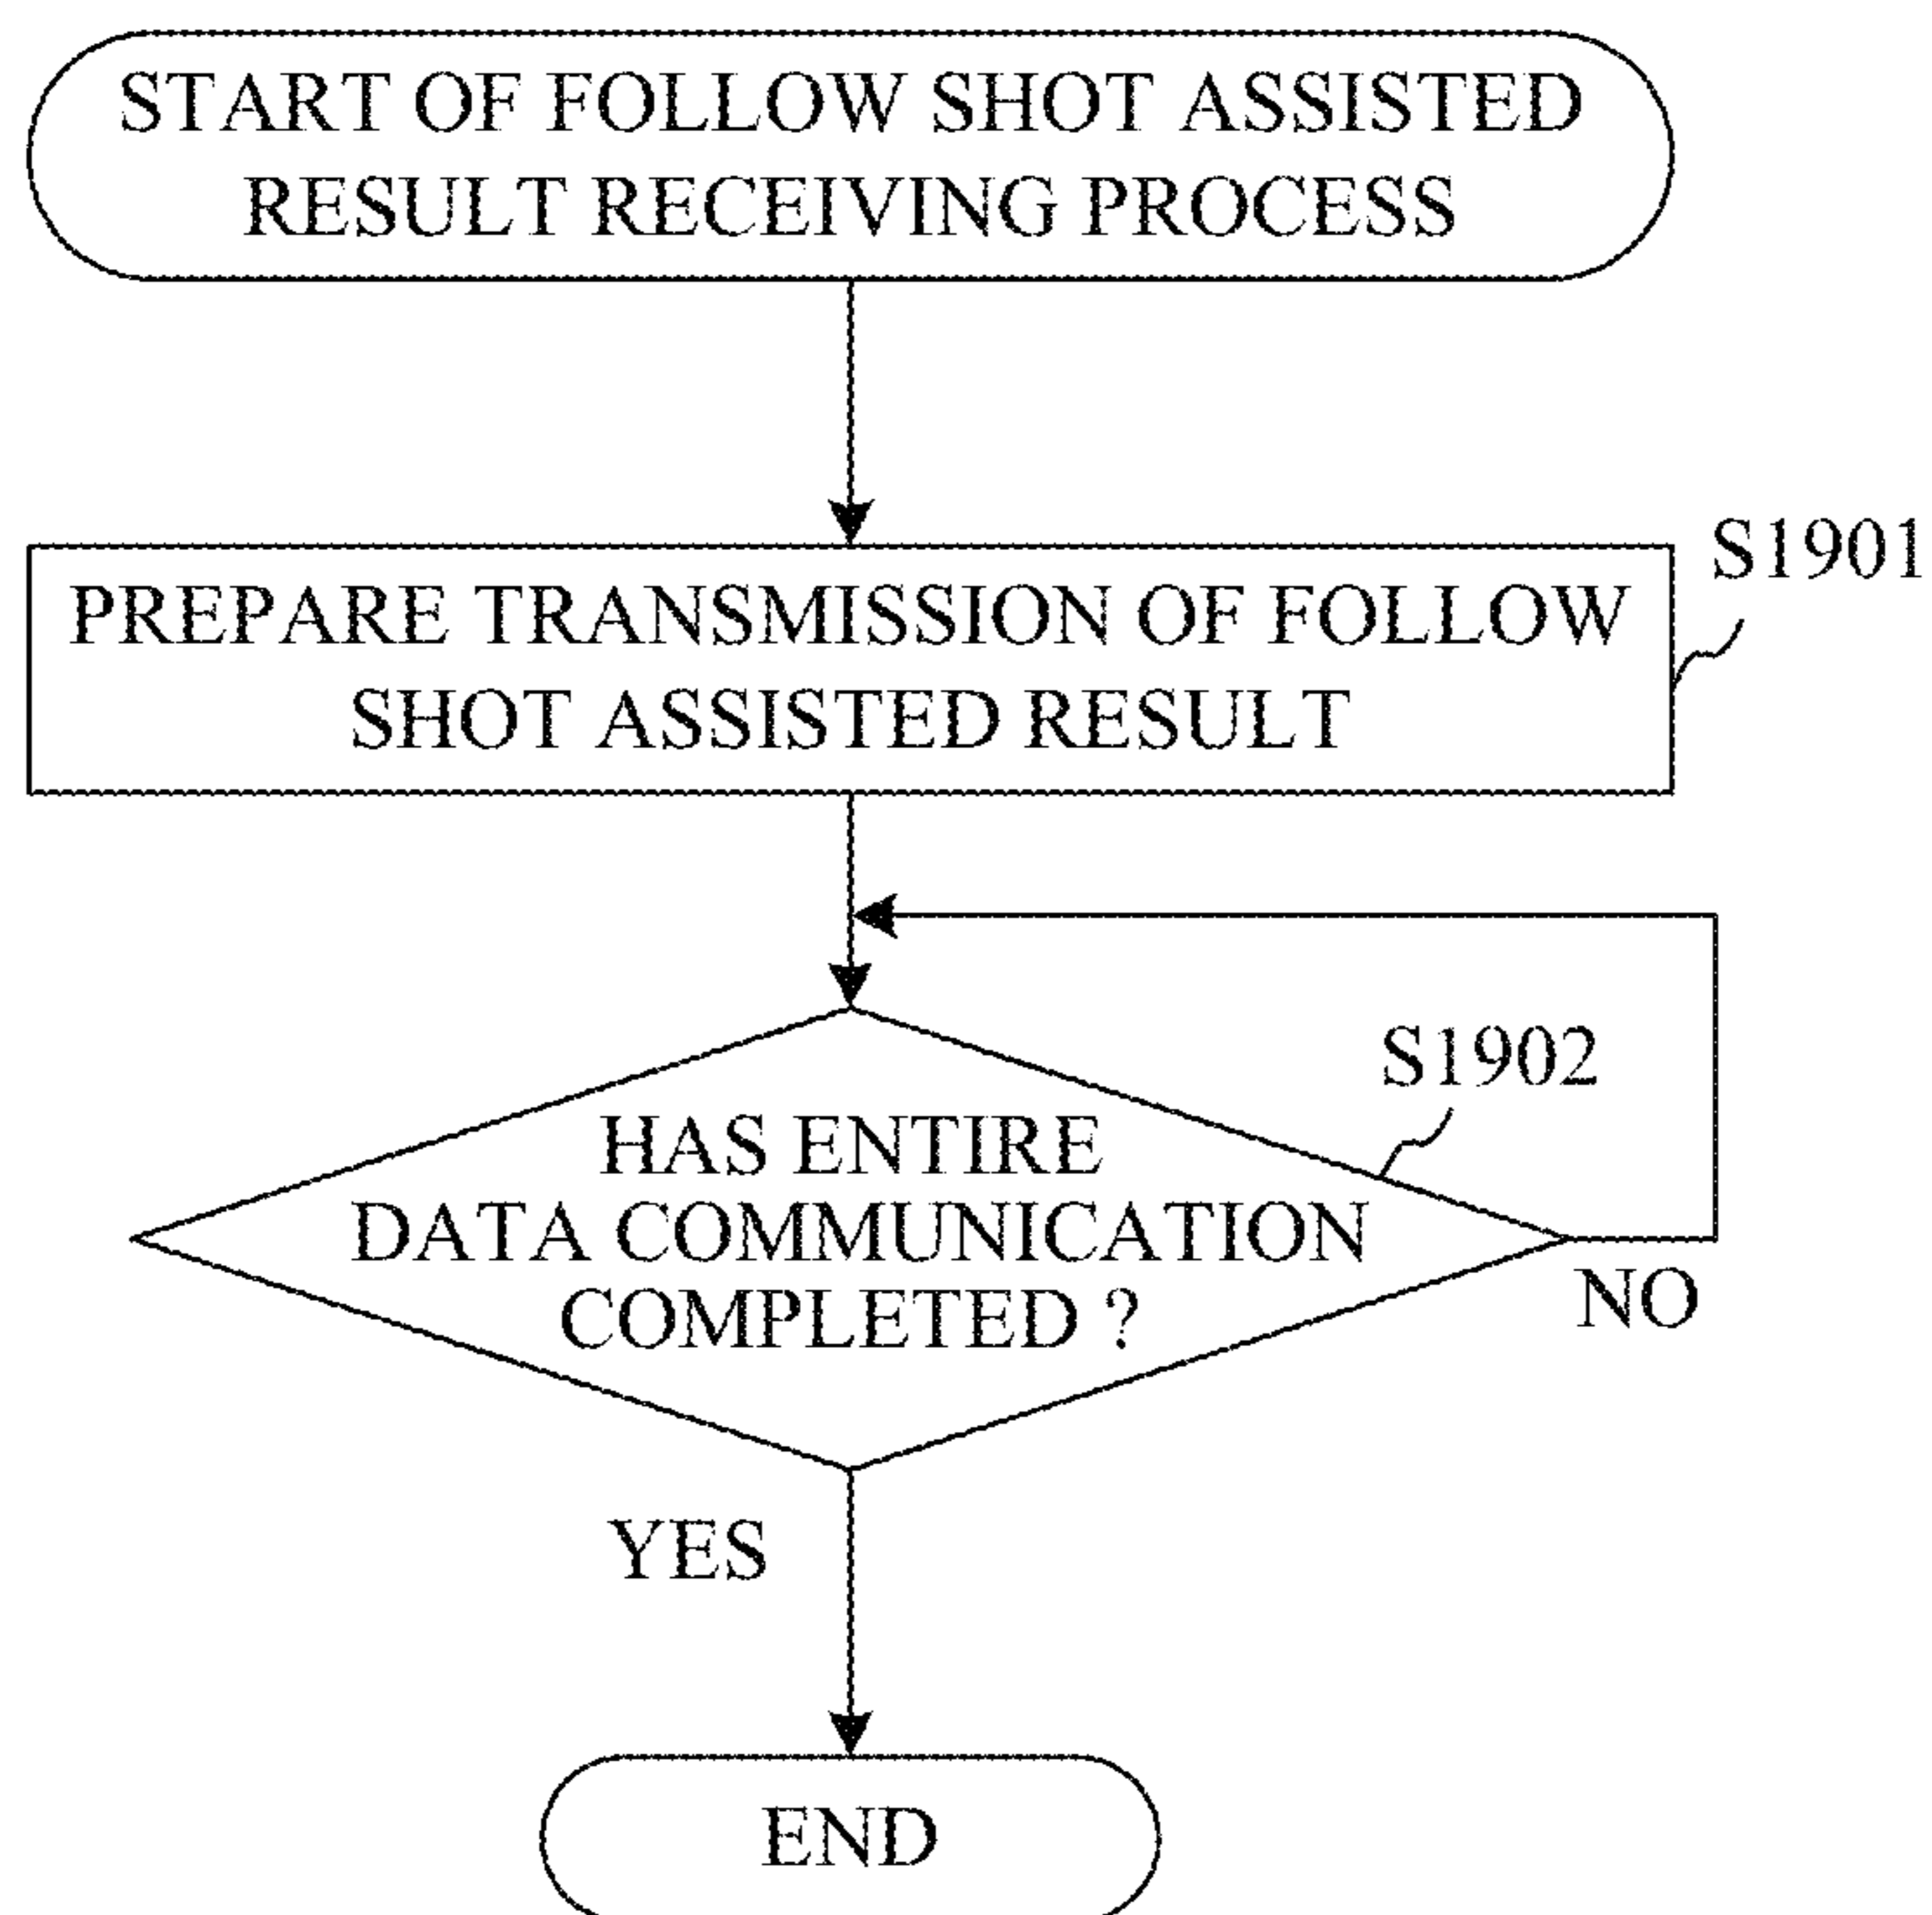 START OF FOLLOW SHOT ASSISTED
RESULT RECEIVING PROCESS
S1901
PREPARE TRANSMISSION OF FOLLOW
SHOT ASSISTED RESULT
S1902
HAS ENTIRE
DATA COMMUNICATION
COMPLETED ?
NO
YES
END